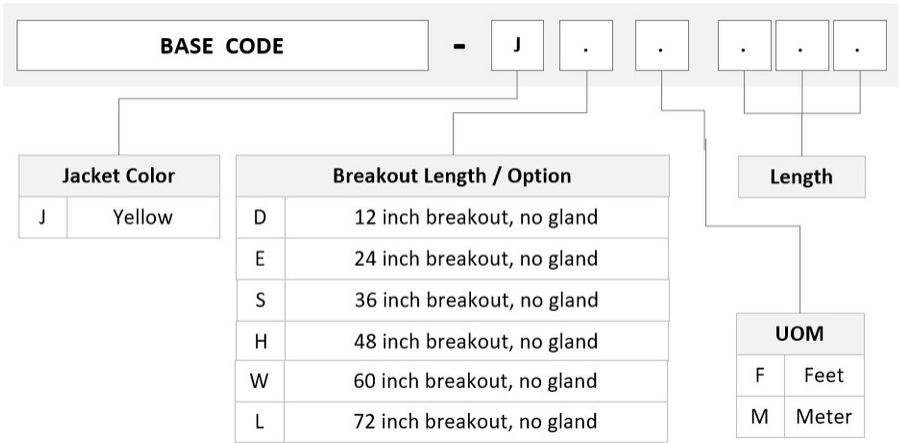 BASE CODE - J . . . . .
Jacket Color
J Yellow
Breakout Length / Option
D 12 inch breakout, no gland
E 24 inch breakout, no gland
S 36 inch breakout, no gland
H 48 inch breakout, no gland
W 60 inch breakout, no gland
L 72 inch breakout, no gland
Length
UOM
F Feet
M Meter